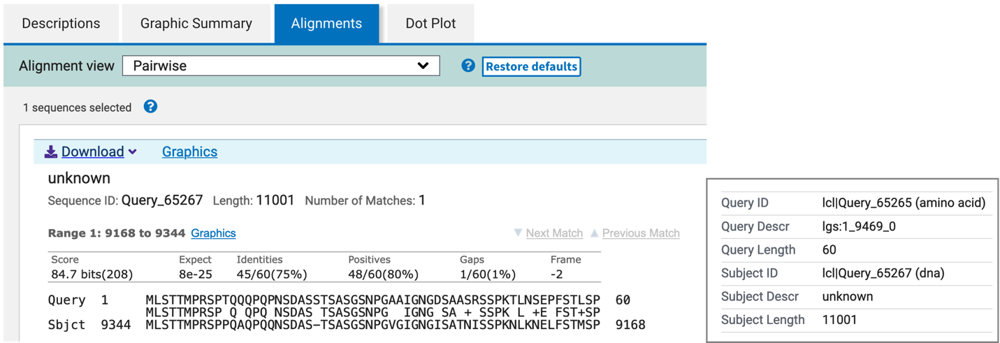 Descriptions Graphic Summary Alignments Dot Plot
Alignment view Pairwise ? Restore defaults
1 sequences selected ?
Download Graphics
unknown
Sequence ID: Query_65267 Length: 11001 Number of Matches: 1
Range 1: 9168 to 9344 Graphics ▼ Next Match ▲ Previous Match
Score Expect Identities Positives Gaps Frame
84.7 bits(208) 8e-25 45/60(75%) 48/60(80%) 1/60(1%) -2
Query 1 MLSTTMPRSPTQQQPQPNSDASSTSASGSNPGAAIGNGDSAASRSSPKTLNSEPFSTLSP 60
MLSTTMPRSP Q QPQ NSDAS TSASGSNPG  IGNG SA + SSPK L +E FST+SP
Sbjct 9344 MLSTTMPRSPPQAQPQQNSDAS-TSASGSNPGVGIGNGISATNISSPKNLKNELFSTMSP 9168
Query ID lcl|Query_65265 (amino acid)
Query Descr lgs:1_9469_0
Query Length 60
Subject ID lcl|Query_65267 (dna)
Subject Descr unknown
Subject Length 11001